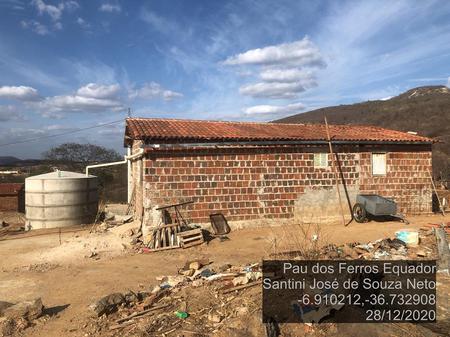 Pau dos Ferros Equador
Santini José de Souza Neto
-6.910212,-36.732908
28/12/2020